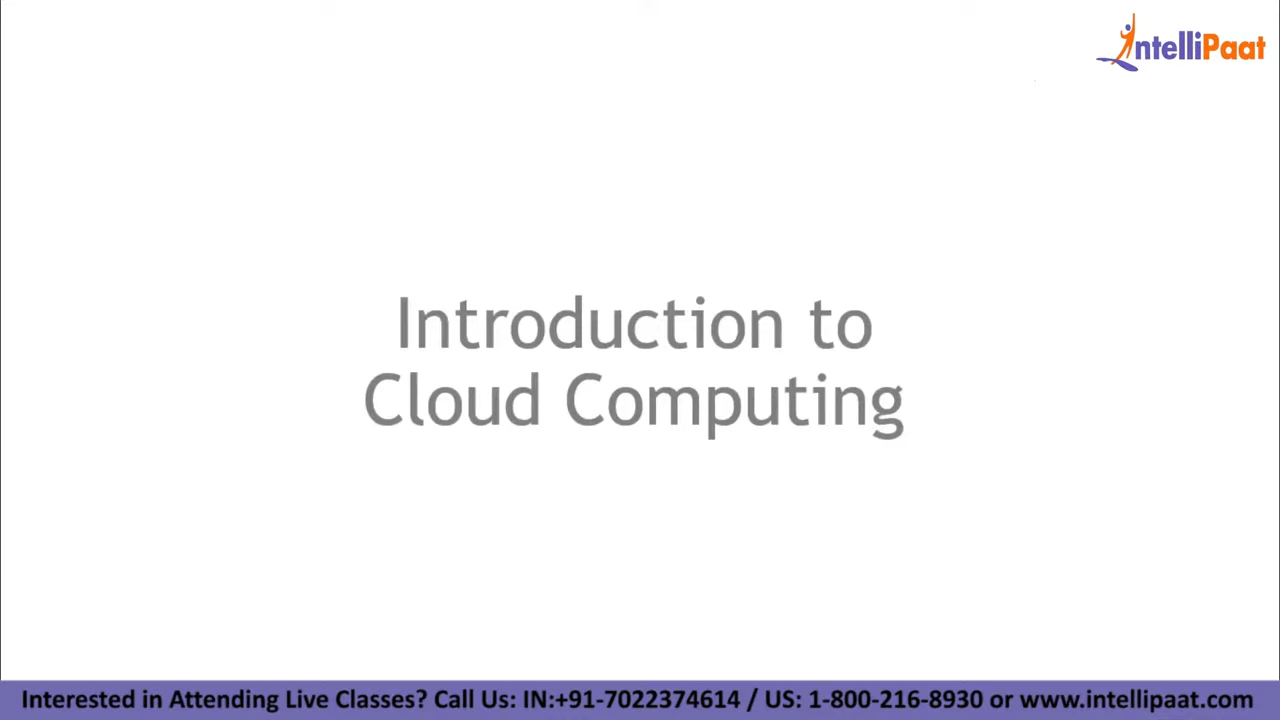 IntelliPaat
Introduction to
Cloud Computing
Interested in Attending Live Classes? Call Us: IN:+91-7022374614 / US: 1-800-216-8930 or www.intellipaat.com